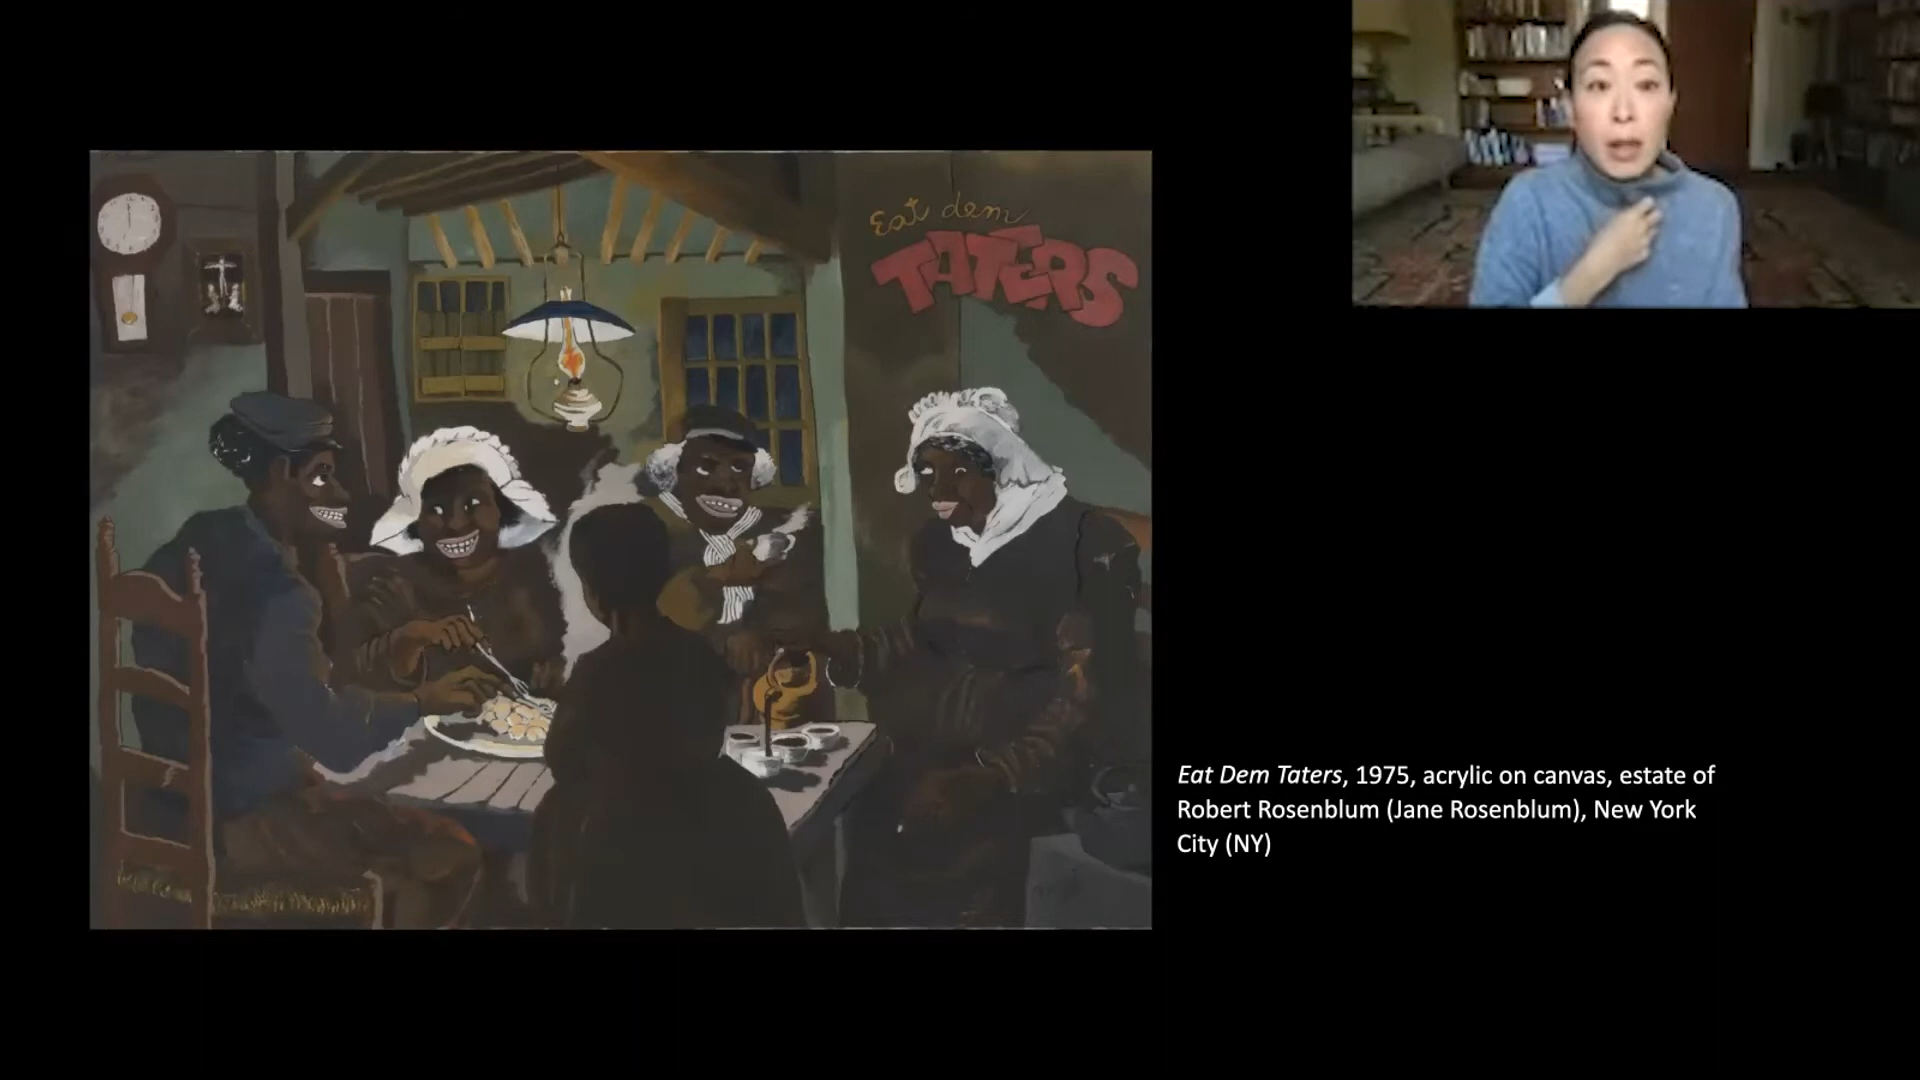 Eat dem
TATERS
Eat Dem Taters, 1975, acrylic on canvas, estate of
Robert Rosenblum (Jane Rosenblum), New York
City (NY)